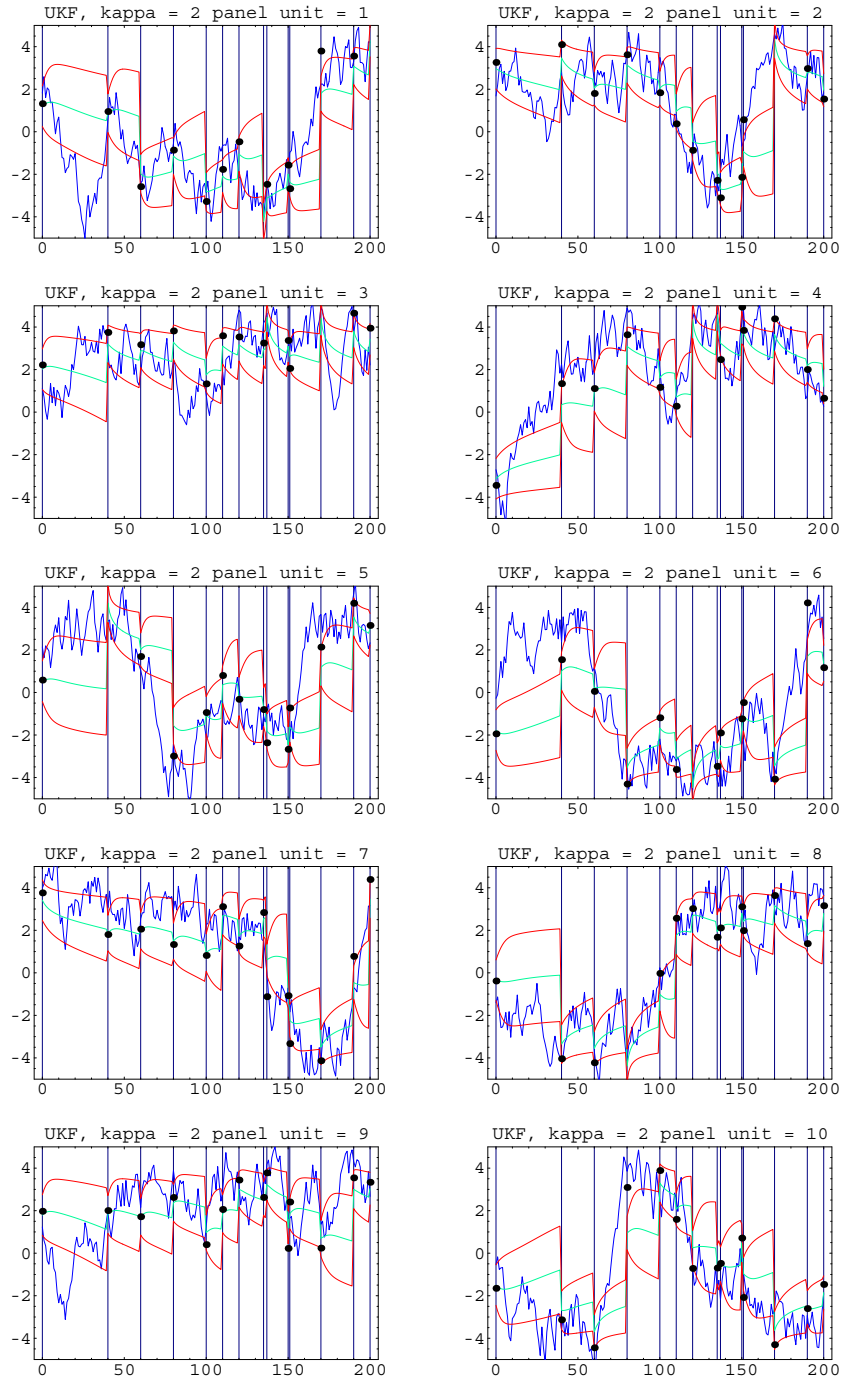 UKF, kappa = 2 panel unit = 1
4
2
0
-2
-4
0 50 100 150 200
UKF, kappa = 2 panel unit = 2
4
2
0
-2
-4
0 50 100 150 200
UKF, kappa = 2 panel unit = 3
4
2
0
-2
-4
0 50 100 150 200
UKF, kappa = 2 panel unit = 4
4
2
0
-2
-4
0 50 100 150 200
UKF, kappa = 2 panel unit = 5
4
2
0
-2
-4
0 50 100 150 200
UKF, kappa = 2 panel unit = 6
4
2
0
-2
-4
0 50 100 150 200
UKF, kappa = 2 panel unit = 7
4
2
0
-2
-4
0 50 100 150 200
UKF, kappa = 2 panel unit = 8
4
2
0
-2
-4
0 50 100 150 200
UKF, kappa = 2 panel unit = 9
4
2
0
-2
-4
0 50 100 150 200
UKF, kappa = 2 panel unit = 10
4
2
0
-2
-4
0 50 100 150 200